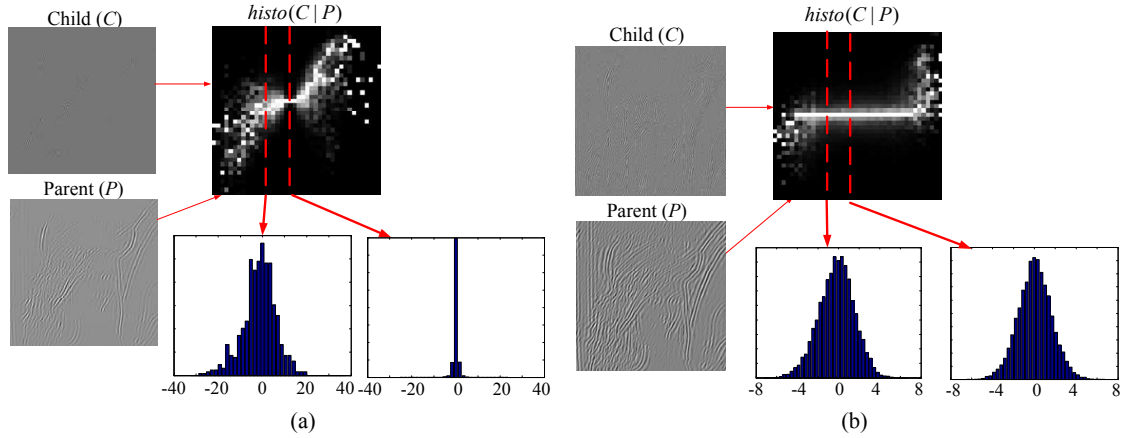 histo(C | P)
Child (C)
Parent (P)
-40 -20 0 20 40
-40 -20 0 20 40
(a)
histo(C | P)
Child (C)
Parent (P)
-8 -4 0 4 8
-8 -4 0 4 8
(b)